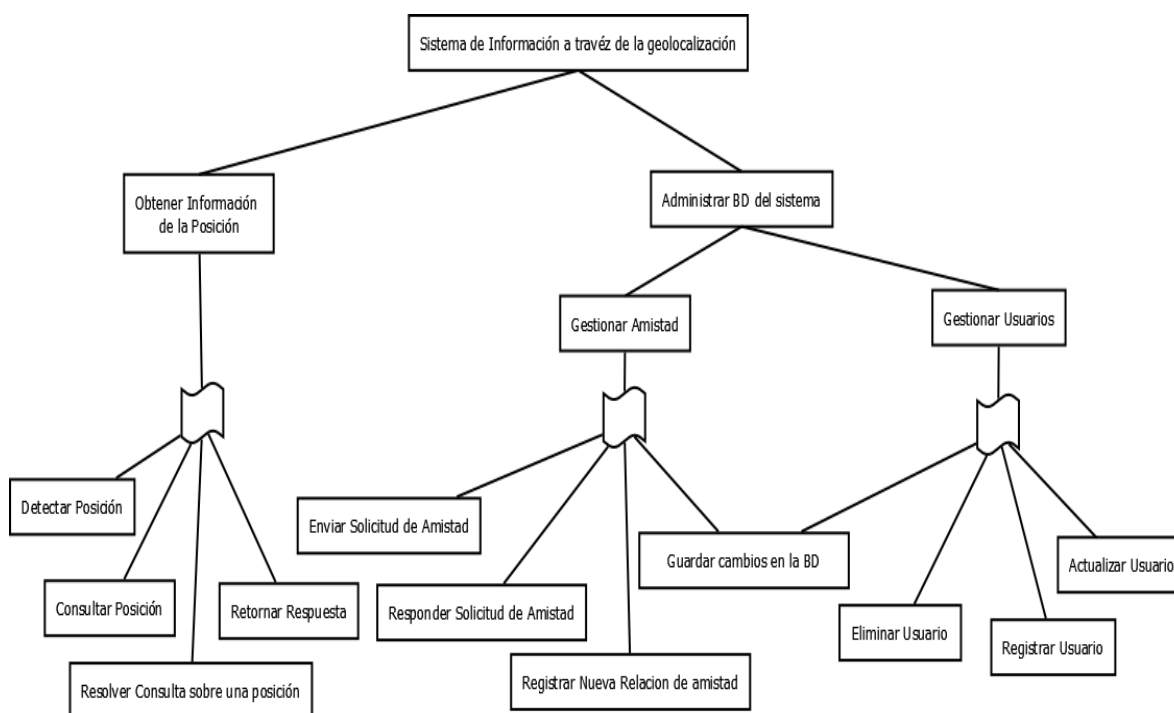 Sistema de Información a travéz de la geolocalización
Obtener Información
de la Posición
Administrar BD del sistema
Gestionar Amistad
Gestionar Usuarios
Detectar Posición
Enviar Solicitud de Amistad
Guardar cambios en la BD
Actualizar Usuario
Consultar Posición
Retornar Respuesta
Responder Solicitud de Amistad
Eliminar Usuario
Registrar Usuario
Resolver Consulta sobre una posición
Registrar Nueva Relacion de amistad